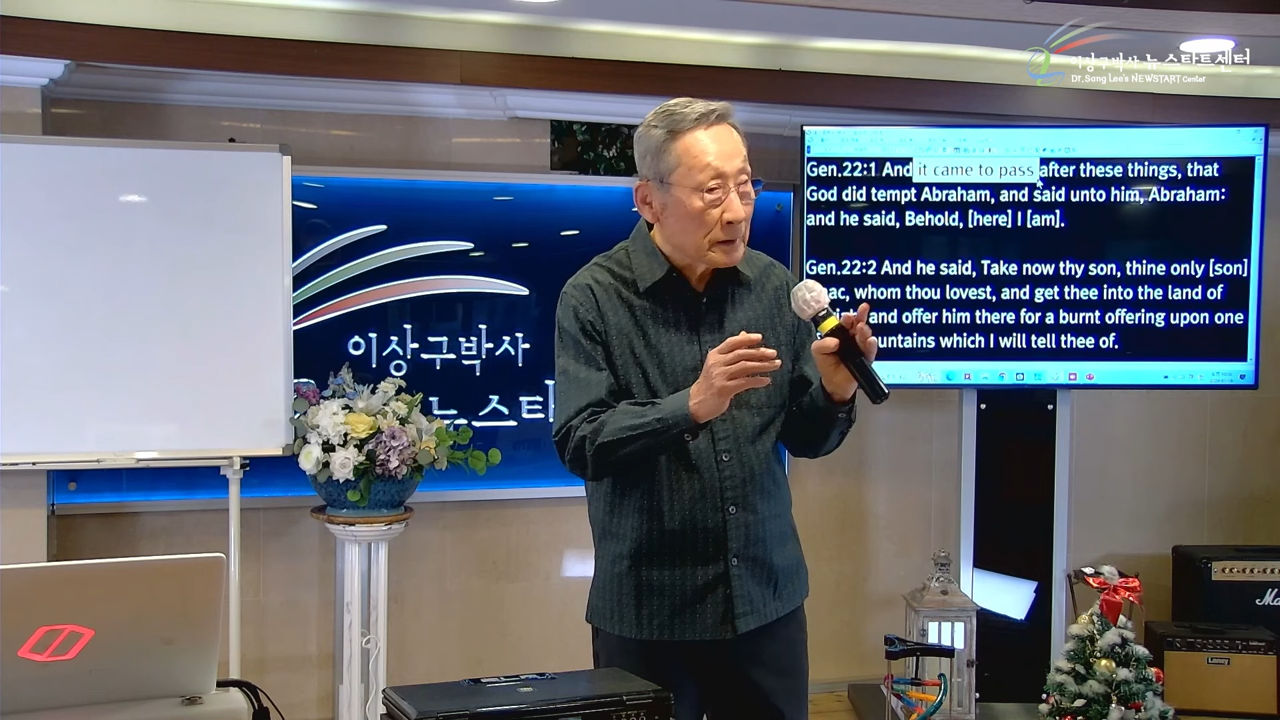 이상구박사 뉴스타트센터
Dr. Sang Lee's NEWSTART Center
Gen.22:1 And it came to pass after these things, that
God did tempt Abraham, and said unto him, Abraham:
and he said, Behold, [here] I [am].
Gen.22:2 And he said, Take now thy son, thine only [son]
whom thou lovest, and get thee into the land of
and offer him there for a burnt offering upon one
which I will tell thee of.
이상구박사
뉴스타
Laney